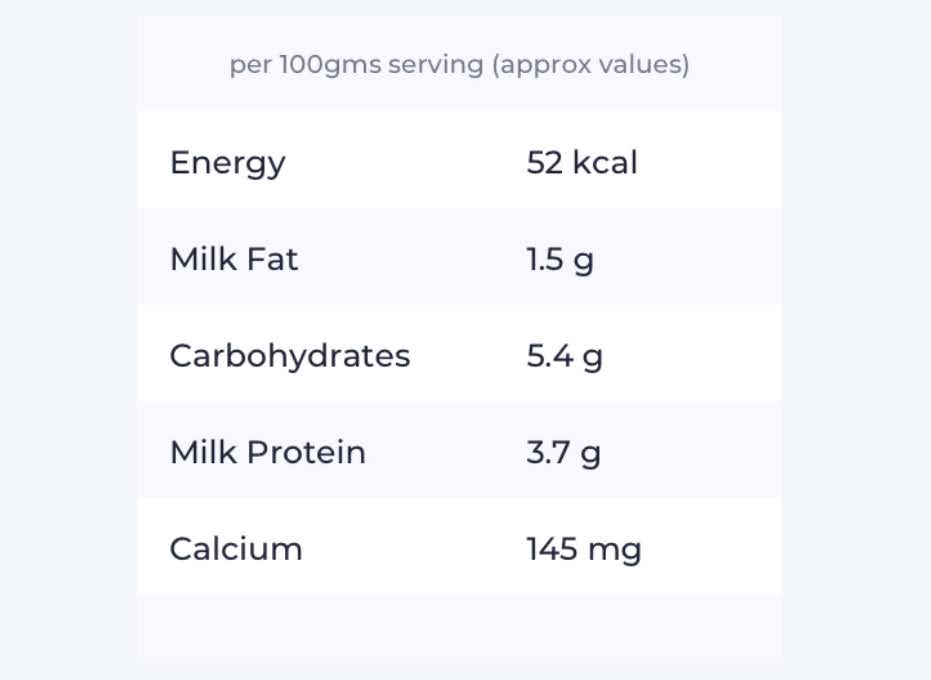 per 100gms serving (approx values)
Energy 52 kcal
Milk Fat 1.5 g
Carbohydrates 5.4 g
Milk Protein 3.7 g
Calcium 145 mg